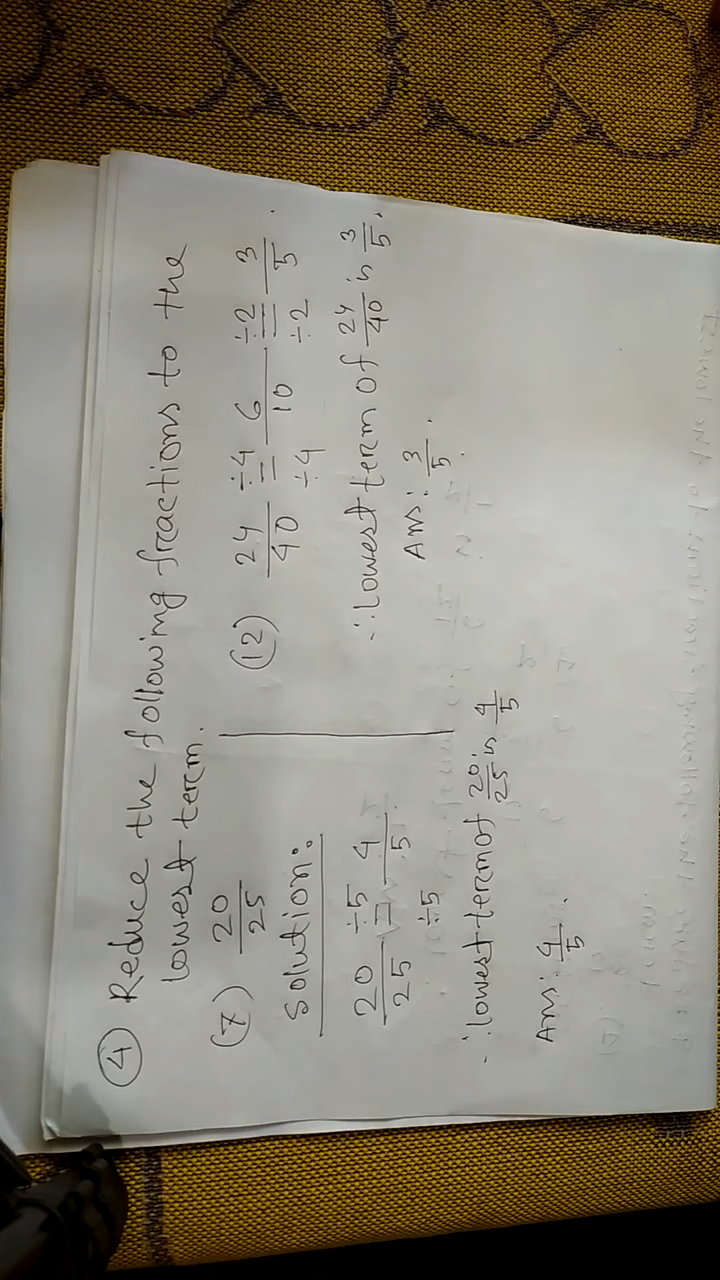 (4) Reduce the following fractions to the
lowest term.
(7) 20/25
Solution:
20/25 ÷5/÷5 = 4/5.
∴ lowest term of 20/25 is 4/5
Ans: 4/5.
(12) 24/40 ÷4/÷4 = 6/10 ÷2/÷2 = 3/5.
∴ lowest term of 24/40 is 3/5.
Ans: 3/5.